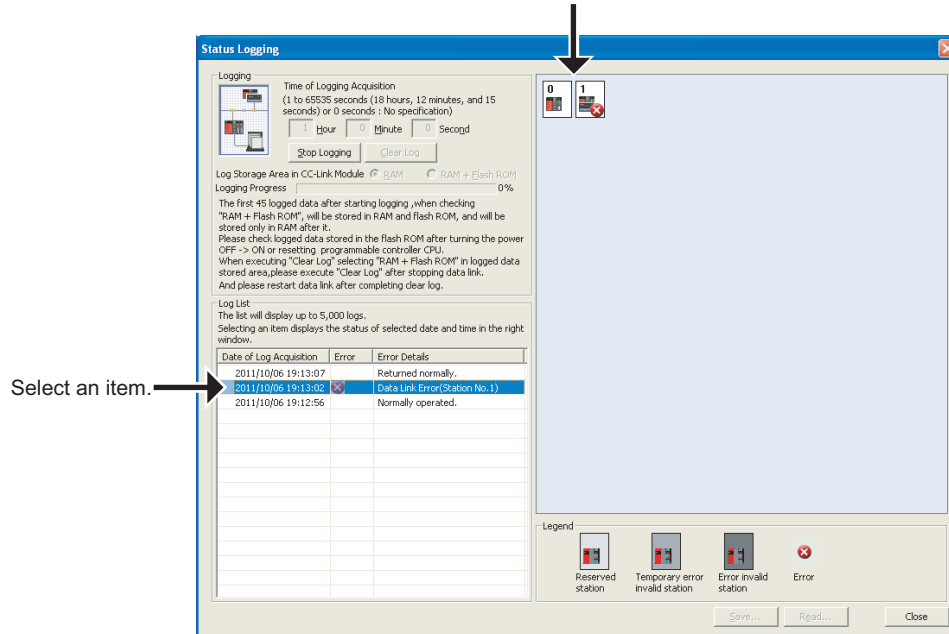 Status Logging
Logging
Time of Logging Acquisition
(1 to 65535 seconds (18 hours, 12 minutes, and 15
seconds) or 0 seconds : No specification)
1 Hour 0 Minute 0 Second
Stop Logging Clear Log
Log Storage Area in CC-Link Module RAM RAM + Flash ROM
Logging Progress 0%
The first 45 logged data after starting logging ,when checking
"RAM + Flash ROM", will be stored in RAM and flash ROM, and will be
stored only in RAM after it.
Please check logged data stored in the flash ROM after turning the power
OFF -> ON or resetting programmable controller CPU.
When executing "Clear Log" selecting "RAM + Flash ROM" in logged data
stored area,please execute "Clear Log" after stopping data link.
And please restart data link after completing clear log.
Log List
The list will display up to 5,000 logs.
Selecting an item displays the status of selected date and time in the right
window.
Date of Log Acquisition Error Error Details
2011/10/06 19:13:07 Returned normally.
Select an item.
2011/10/06 19:13:02 Data Link Error(Station No.1)
2011/10/06 19:12:56 Normally operated.
0 1
Legend
Reserved
station
Temporary error
invalid station
Error invalid
station
Error
Save... Read... Close